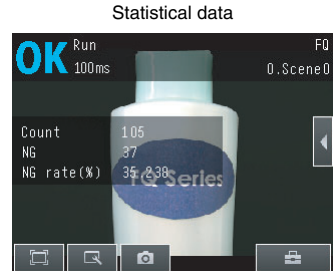 Statistical data
OK Run FQ
100ms 0.Scene0
Count 105
NG 37
NG rate(%) 35.238
FQ Series